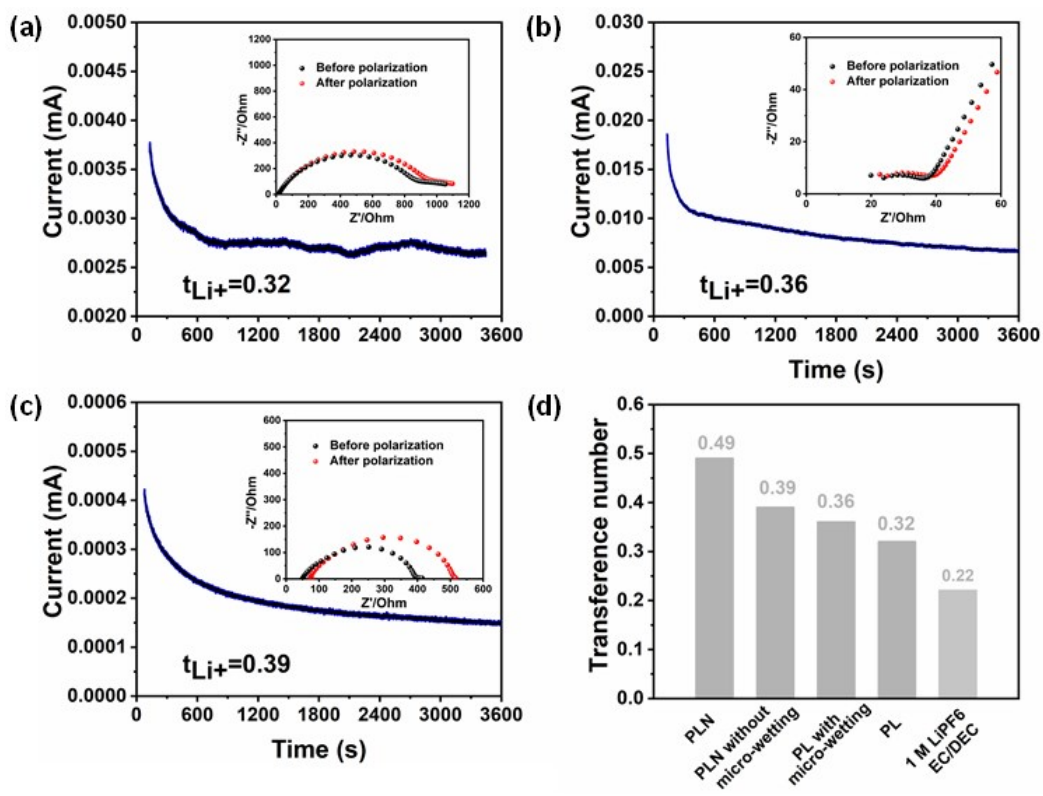 (a)
0.0050
0.0045
0.0040
0.0035
0.0030
0.0025
0.0020
Current (mA)
0 600 1200 1800 2400 3000 3600
1200
1000
800
600
400
200
0
-Z''/Ohm
Before polarization
After polarization
0 200 400 600 800 1000 1200
Z'/Ohm
tLi+=0.32
(b)
0.030
0.025
0.020
0.015
0.010
0.005
0.000
Current (mA)
60
40
20
0
-Z''/Ohm
Before polarization
After polarization
0 20 40 60
Z'/Ohm
tLi+=0.36
0 600 1200 1800 2400 3000 3600
Time (s)
(c)
0.0006
0.0005
0.0004
0.0003
0.0002
0.0001
0.0000
Current (mA)
600
500
400
300
200
100
0
-Z''/Ohm
Before polarization
After polarization
0 100 200 300 400 500 600
Z'/Ohm
tLi+=0.39
0 600 1200 1800 2400 3000 3600
Time (s)
(d)
0.6
0.5
0.4
0.3
0.2
0.1
0.0
Transference number
0.49
0.39
0.36
0.32
0.22
PLN
PLN without
micro-wetting
PL with
micro-wetting
PL
1 M LiPF6
EC/DEC